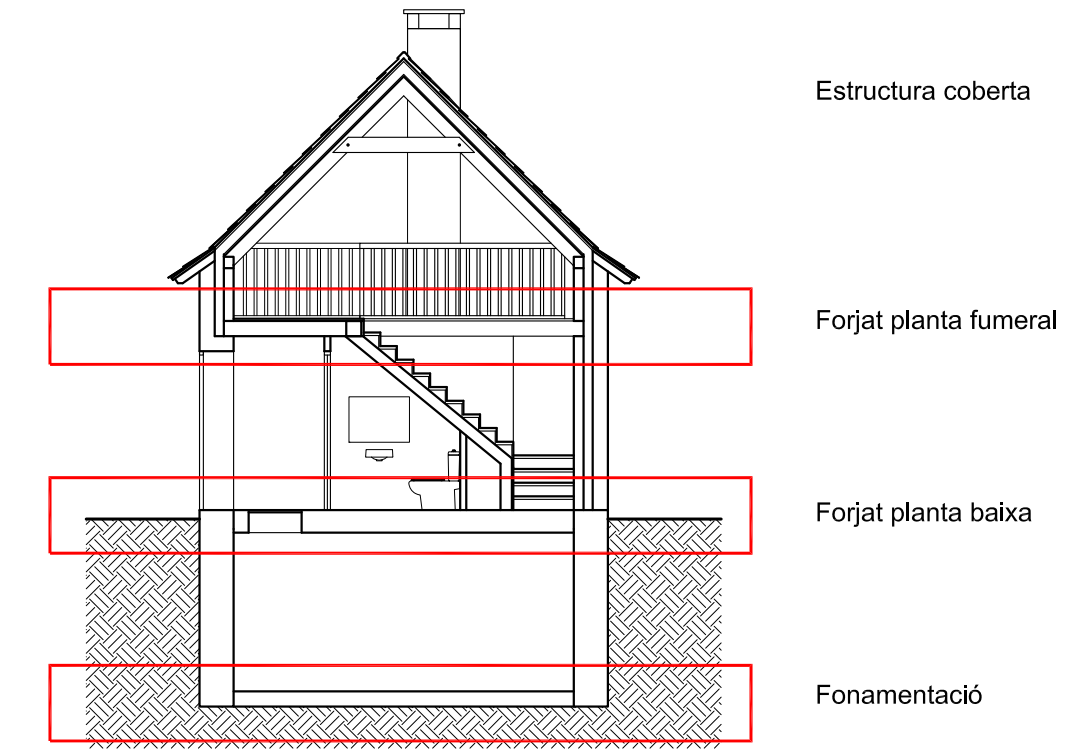 Estructura coberta
Forjat planta fumeral
Forjat planta baixa
Fonamentació